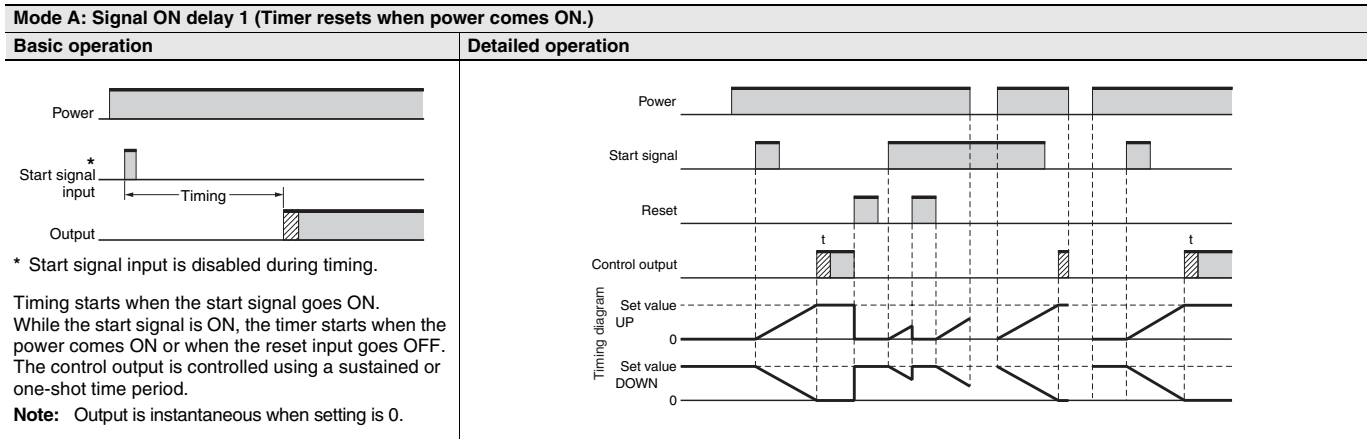 Mode A: Signal ON delay 1 (Timer resets when power comes ON.)
Basic operation
Detailed operation
Power
*
Start signal
input
Timing
Output
* Start signal input is disabled during timing.
Timing starts when the start signal goes ON.
While the start signal is ON, the timer starts when the
power comes ON or when the reset input goes OFF.
The control output is controlled using a sustained or
one-shot time period.
Note: Output is instantaneous when setting is 0.
Power
Start signal
Reset
t
t
Control output
Timing diagram
Set value
UP
0
Set value
DOWN
0